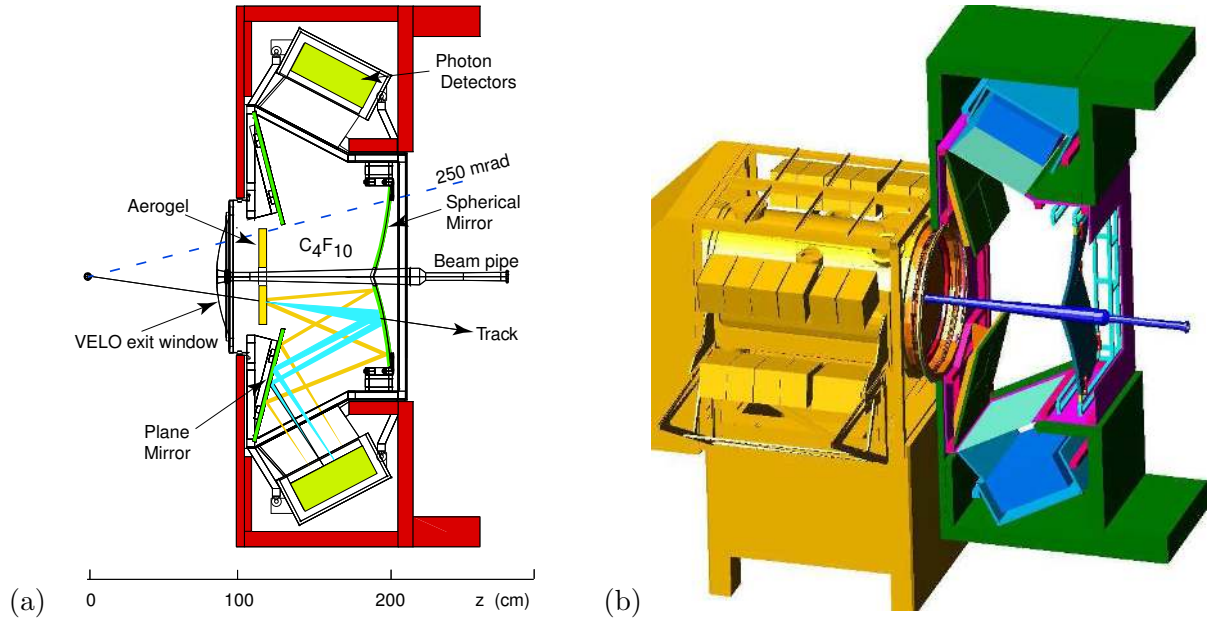 Photon
Detectors
250 mrad
Aerogel
Spherical
Mirror
C4F10
Beam pipe
VELO exit window
Track
Plane
Mirror
(a)
0
100
200
z (cm)
(b)